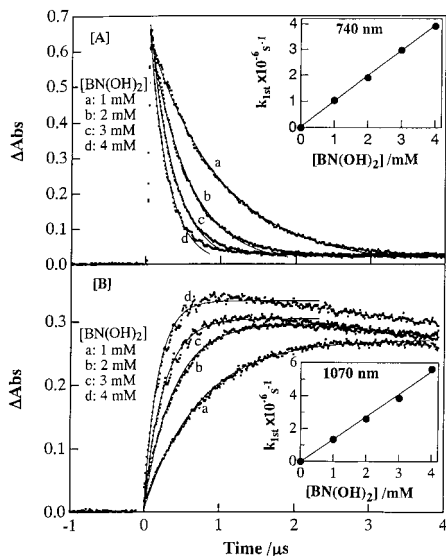 [A]
0.7
0.6
0.5
0.4
0.3
0.2
0.1
0.0
ΔAbs
[BN(OH)2]
a: 1 mM
b: 2 mM
c: 3 mM
d: 4 mM
a
b
c
d
740 nm
k1st x10-6 s-1
6
4
2
0
0 1 2 3 4
[BN(OH)2] /mM
[B]
0.3
0.2
0.1
0.0
ΔAbs
[BN(OH)2]
a: 1 mM
b: 2 mM
c: 3 mM
d: 4 mM
d
c
b
a
1070 nm
k1st x10-6 s-1
6
4
2
0
0 1 2 3 4
[BN(OH)2] /mM
-1 0 1 2 3 4
Time /μs